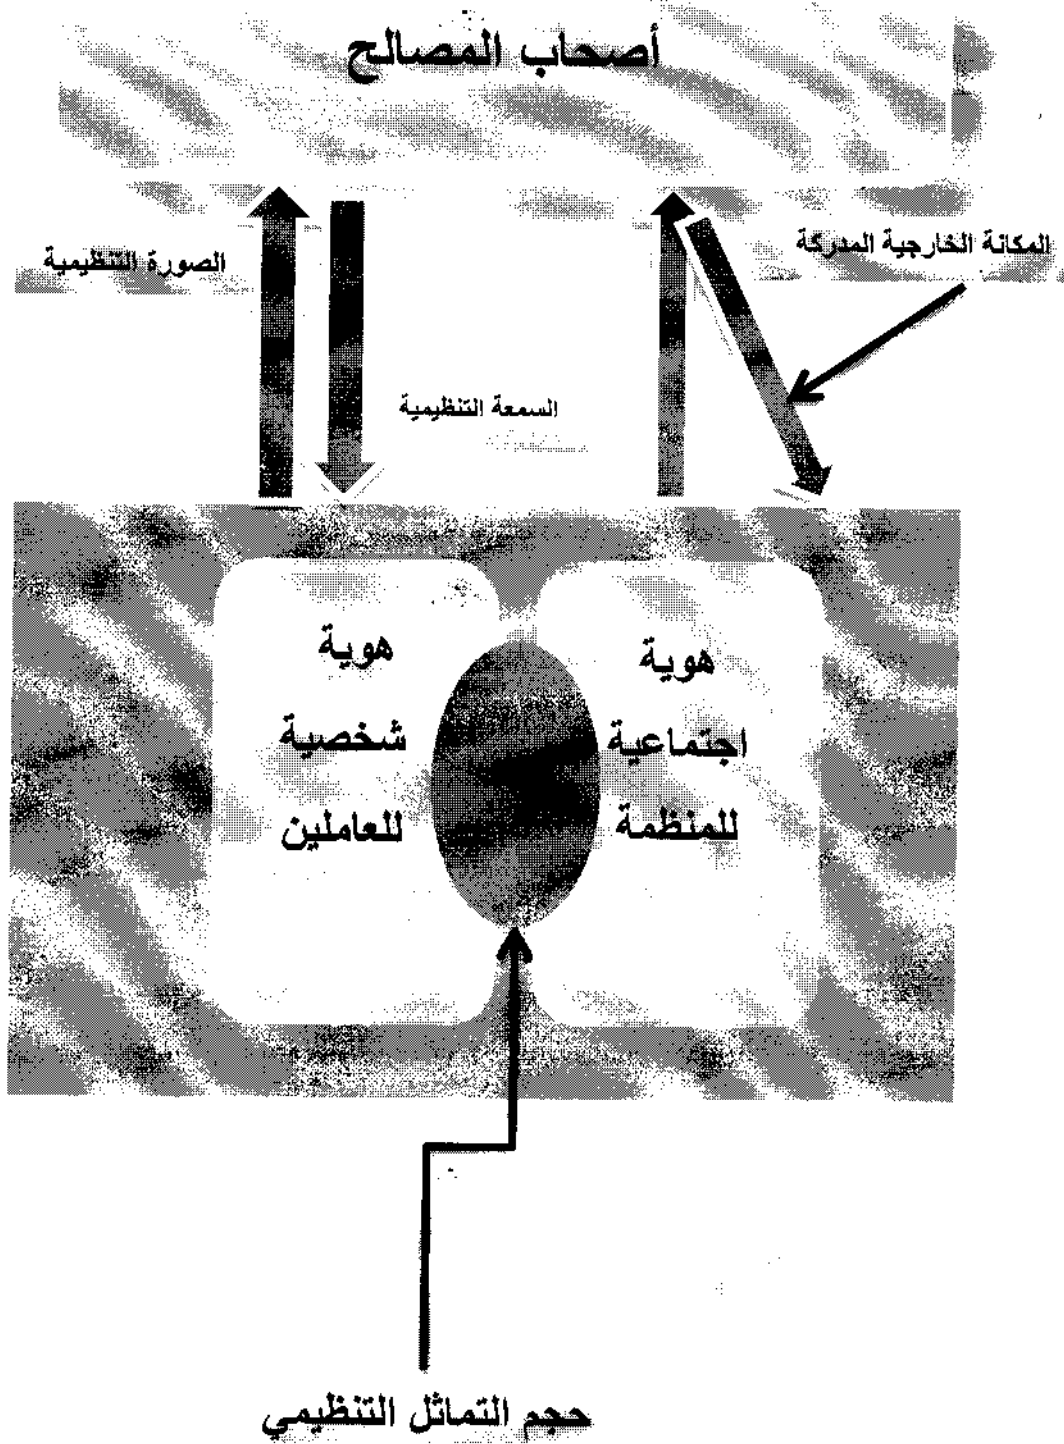 أصحاب المصالح
المكانة الخارجية المدركة
الصورة التنظيمية
السمعة التنظيمية
هوية
اجتماعية
للمنظمة
هوية
شخصية
للعاملين
حجم التماثل التنظيمي